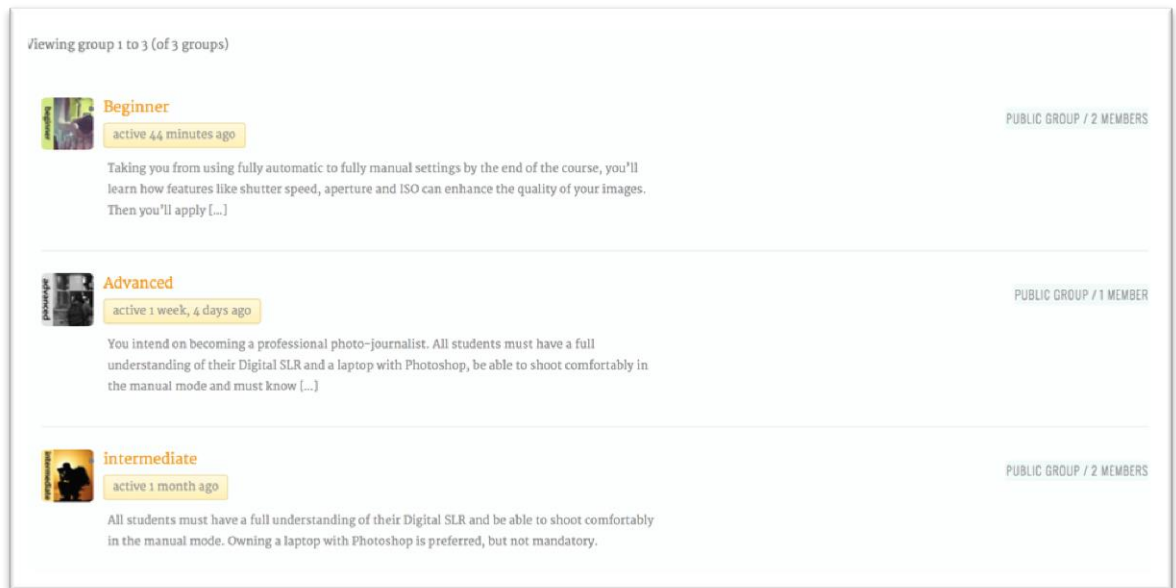 Viewing group 1 to 3 (of 3 groups)
beginner
Beginner
PUBLIC GROUP / 2 MEMBERS
active 44 minutes ago
Taking you from using fully automatic to fully manual settings by the end of the course, you'll
learn how features like shutter speed, aperture and ISO can enhance the quality of your images.
Then you'll apply [...]
advanced
Advanced
PUBLIC GROUP / 1 MEMBER
active 1 week, 4 days ago
You intend on becoming a professional photo-journalist. All students must have a full
understanding of their Digital SLR and a laptop with Photoshop, be able to shoot comfortably in
the manual mode and must know [...]
intermediate
intermediate
PUBLIC GROUP / 2 MEMBERS
active 1 month ago
All students must have a full understanding of their Digital SLR and be able to shoot comfortably
in the manual mode. Owning a laptop with Photoshop is preferred, but not mandatory.